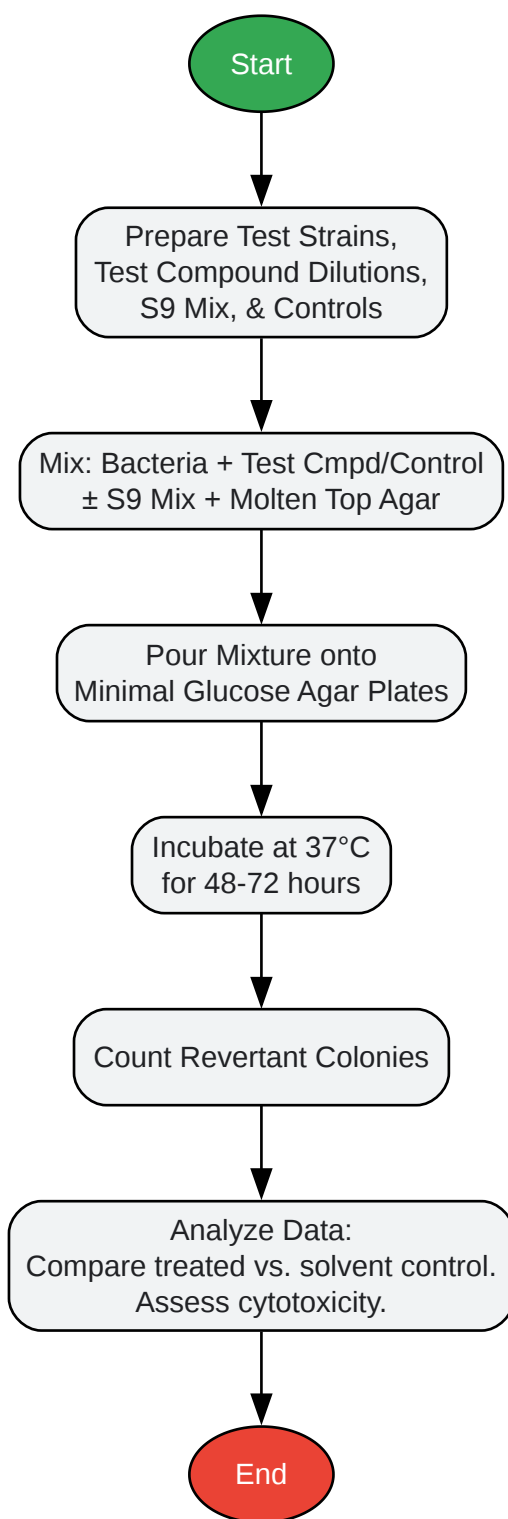 Start
Prepare Test Strains,
Test Compound Dilutions,
S9 Mix, & Controls
Mix: Bacteria + Test Cmpd/Control
± S9 Mix + Molten Top Agar
Pour Mixture onto
Minimal Glucose Agar Plates
Incubate at 37°C
for 48-72 hours
Count Revertant Colonies
Analyze Data:
Compare treated vs. solvent control.
Assess cytotoxicity.
End